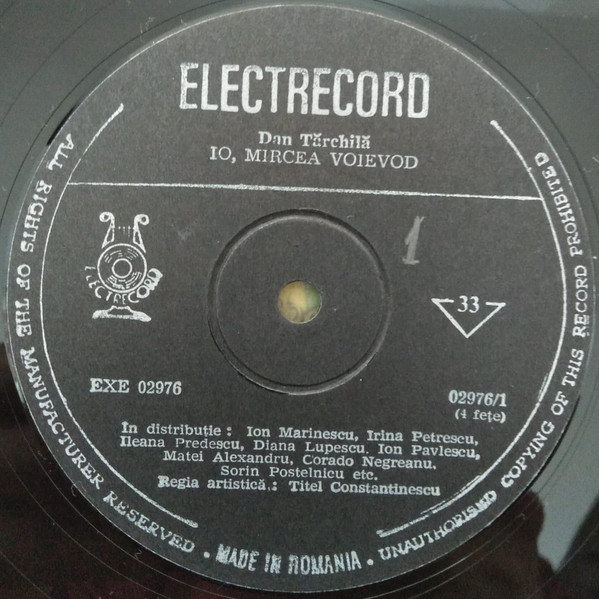 ELECTRECORD
Dan Tărchilă
IO, MIRCEA VOIEVOD
1
ELECTRECORD
33
EXE 02976
02976/1
(4 fețe)
In distribuție : Ion Marinescu, Irina Petrescu,
Ileana Predescu, Diana Lupescu, Ion Pavlescu,
Matei Alexandru, Corado Negreanu,
Sorin Postelnicu etc.
Regia artistică : Titel Constantinescu
ALL RIGHTS OF THE MANUFACTURER RESERVED • MADE IN ROMANIA • UNAUTHORISED COPYING OF THIS RECORD PROHIBITED